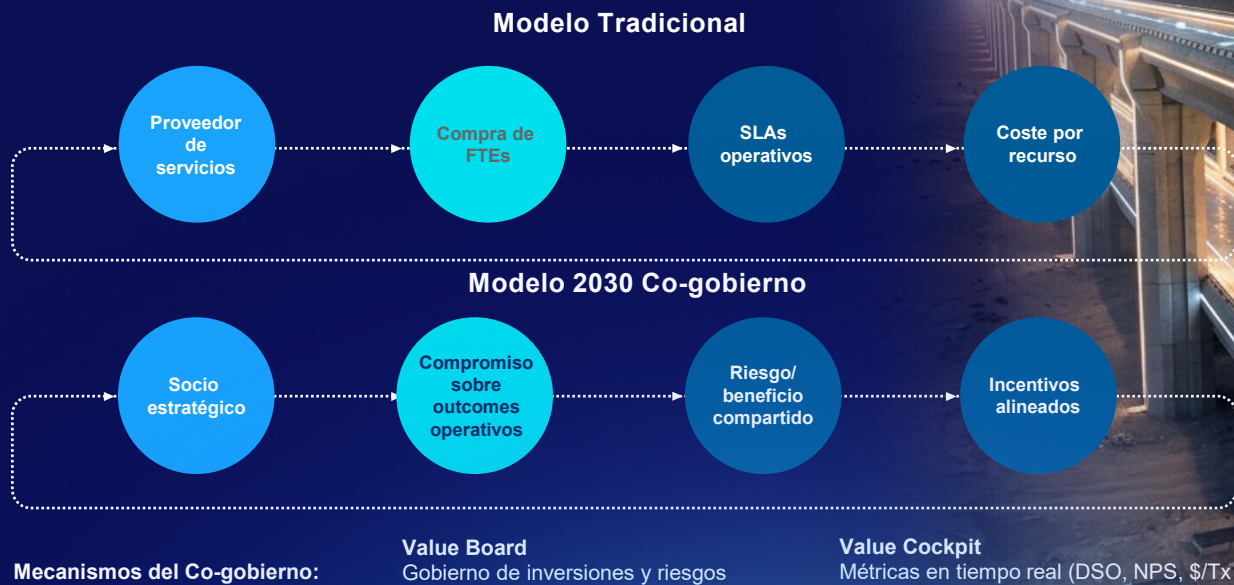 Modelo Tradicional
Proveedor
de
servicios
Compra de
FTEs
SLAs
operativos
Coste por
recurso
Modelo 2030 Co-gobierno
Socio
estratégico
Compromiso
sobre
outcomes
operativos
Riesgo/
beneficio
compartido
Incentivos
alineados
Mecanismos del Co-gobierno:
Value Board
Gobierno de inversiones y riesgos
Value Cockpit
Métricas en tiempo real (DSO, NPS, $/Tx